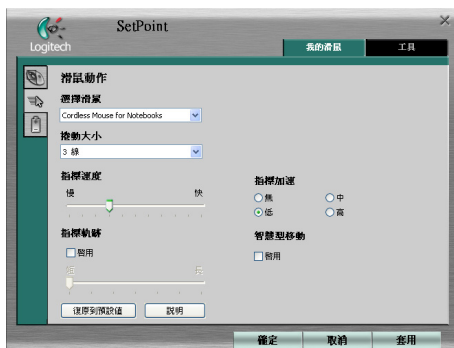 SetPoint
Logitech
我的滑鼠 工具
滑鼠動作
選擇滑鼠
Cordless Mouse for Notebooks
捲動大小
3 線
指標速度
慢 快
指標加速
無 中
低 高
指標軌跡
啓用
短 長
智慧型移動
啓用
復原到預設值 說明
確定 取消 套用